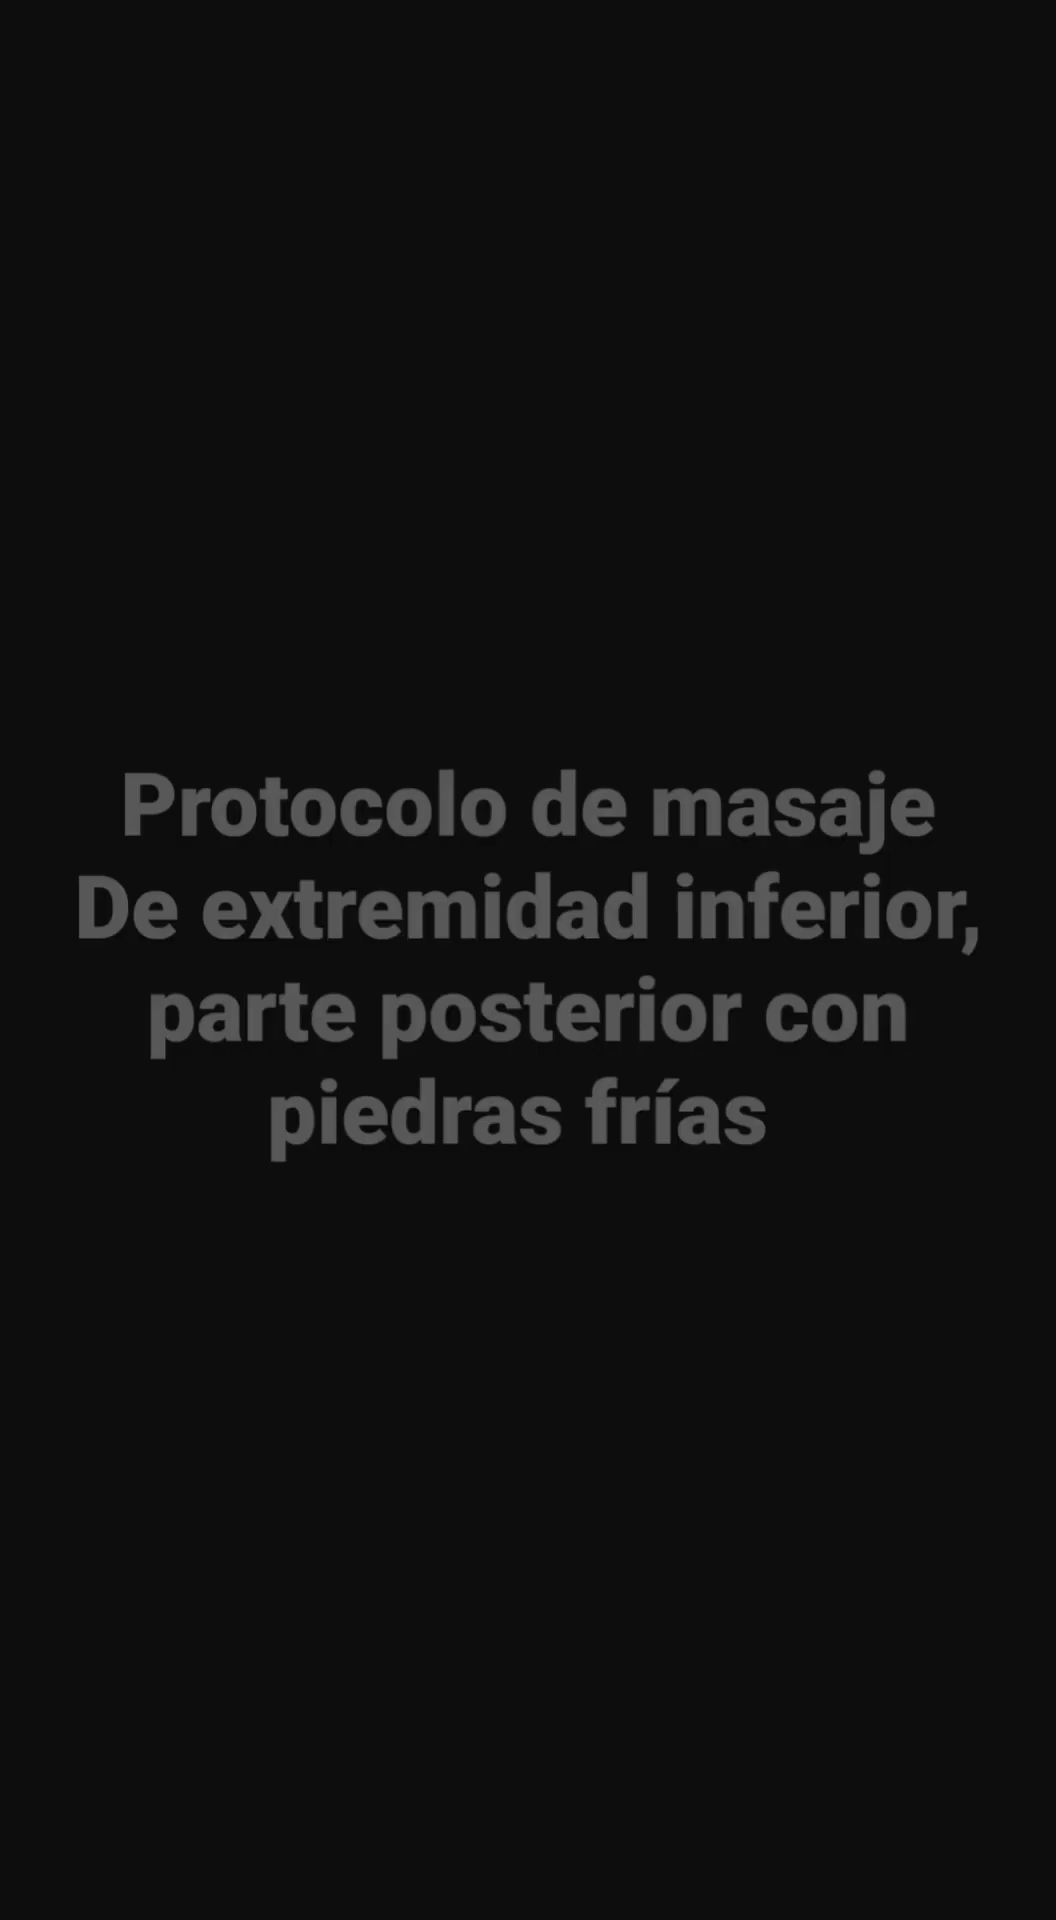 Protocolo de masaje
De extremidad inferior,
parte posterior con
piedras frías